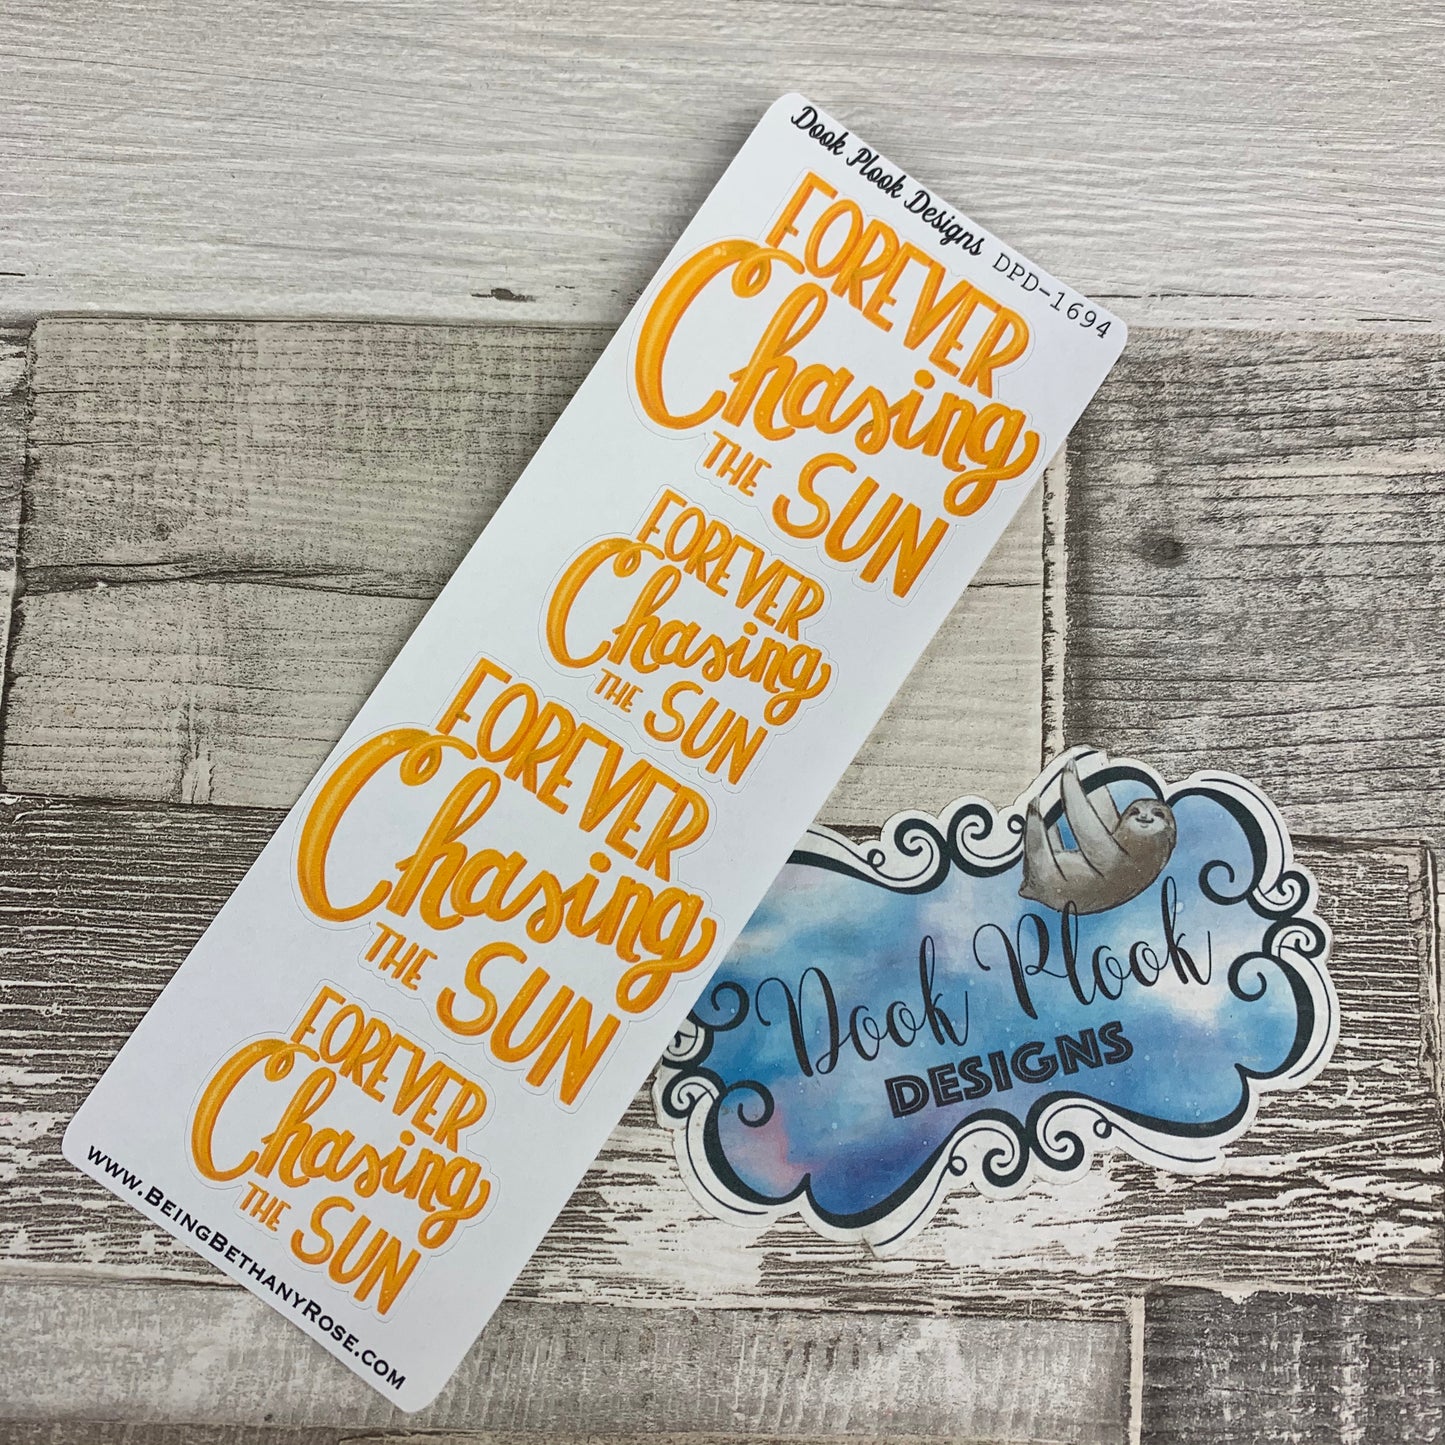 Dook Plook Designs
DPD-1694
FOREVER
Chasing
THE SUN
FOREVER
Chasing
THE SUN
FOREVER
Chasing
THE SUN
FOREVER
Chasing
THE SUN
www.BeingBethanyRose.com
Dook Plook
DESIGNS